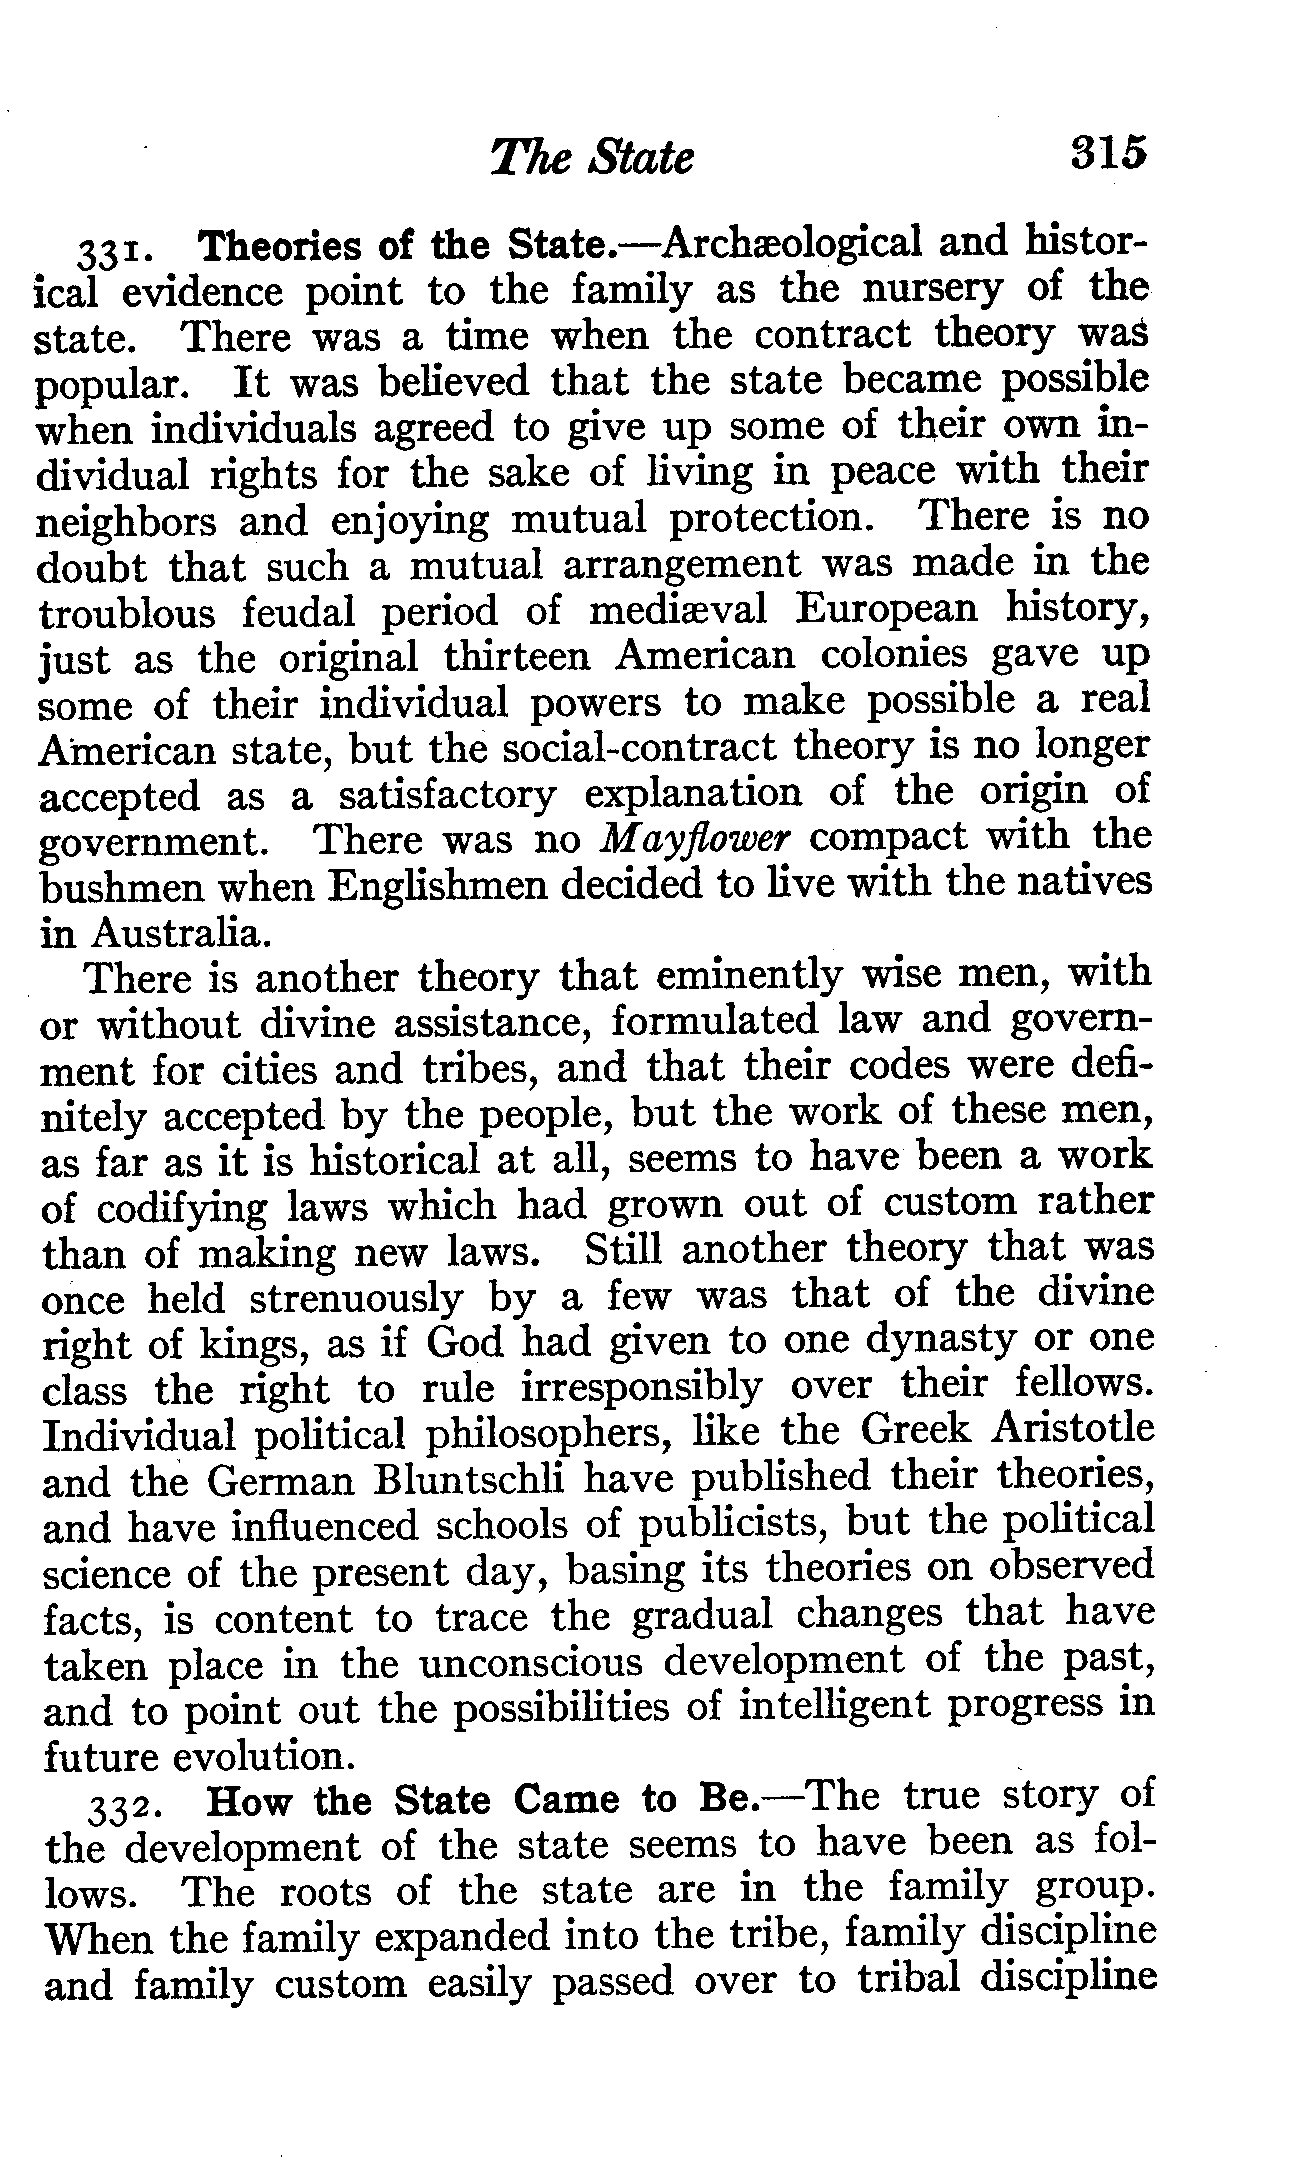 The State 315
331. Theories of the State.—Archæological and histor-
ical evidence point to the family as the nursery of the
state. There was a time when the contract theory was
popular. It was believed that the state became possible
when individuals agreed to give up some of their own in-
dividual rights for the sake of living in peace with their
neighbors and enjoying mutual protection. There is no
doubt that such a mutual arrangement was made in the
troublous feudal period of mediæval European history,
just as the original thirteen American colonies gave up
some of their individual powers to make possible a real
American state, but the social-contract theory is no longer
accepted as a satisfactory explanation of the origin of
government. There was no Mayflower compact with the
bushmen when Englishmen decided to live with the natives
in Australia.
There is another theory that eminently wise men, with
or without divine assistance, formulated law and govern-
ment for cities and tribes, and that their codes were defi-
nitely accepted by the people, but the work of these men,
as far as it is historical at all, seems to have been a work
of codifying laws which had grown out of custom rather
than of making new laws. Still another theory that was
once held strenuously by a few was that of the divine
right of kings, as if God had given to one dynasty or one
class the right to rule irresponsibly over their fellows.
Individual political philosophers, like the Greek Aristotle
and the German Bluntschli have published their theories,
and have influenced schools of publicists, but the political
science of the present day, basing its theories on observed
facts, is content to trace the gradual changes that have
taken place in the unconscious development of the past,
and to point out the possibilities of intelligent progress in
future evolution.
332. How the State Came to Be.—The true story of
the development of the state seems to have been as fol-
lows. The roots of the state are in the family group.
When the family expanded into the tribe, family discipline
and family custom easily passed over to tribal discipline